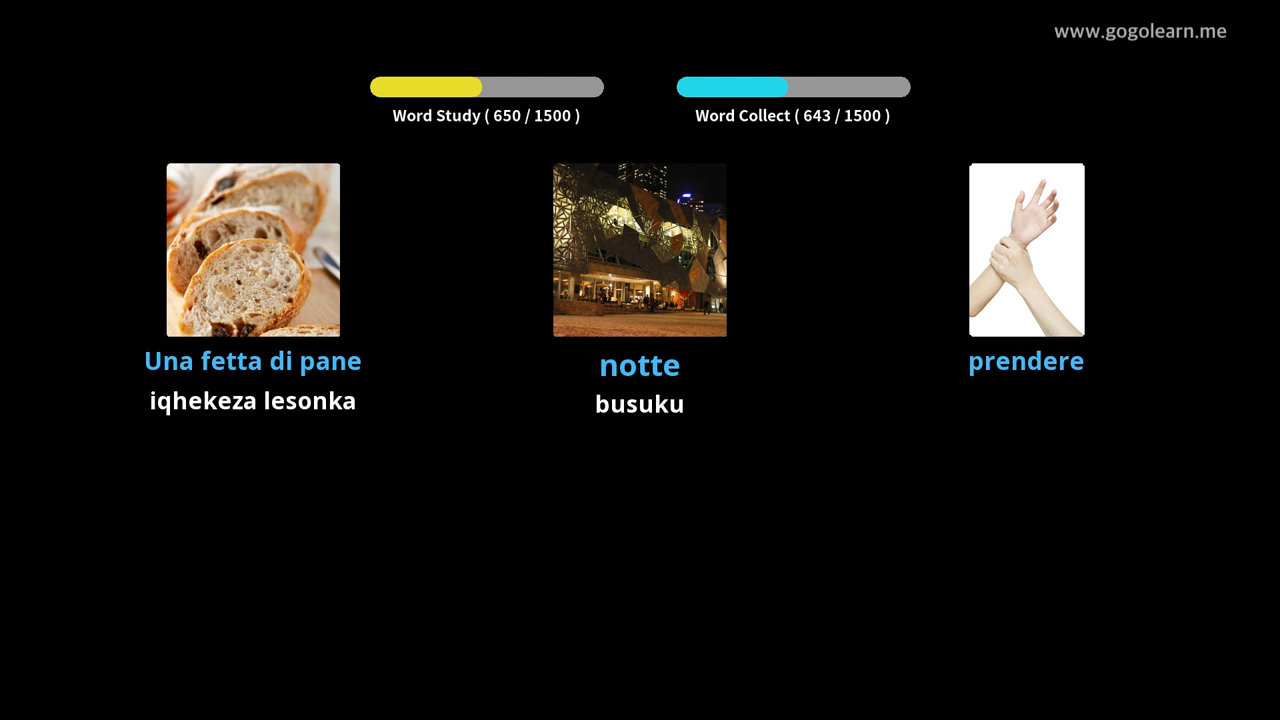 www.gogolearn.me
Word Study ( 650 / 1500 )
Word Collect ( 643 / 1500 )
Una fetta di pane
iqhekeza lesonka
notte
busuku
prendere